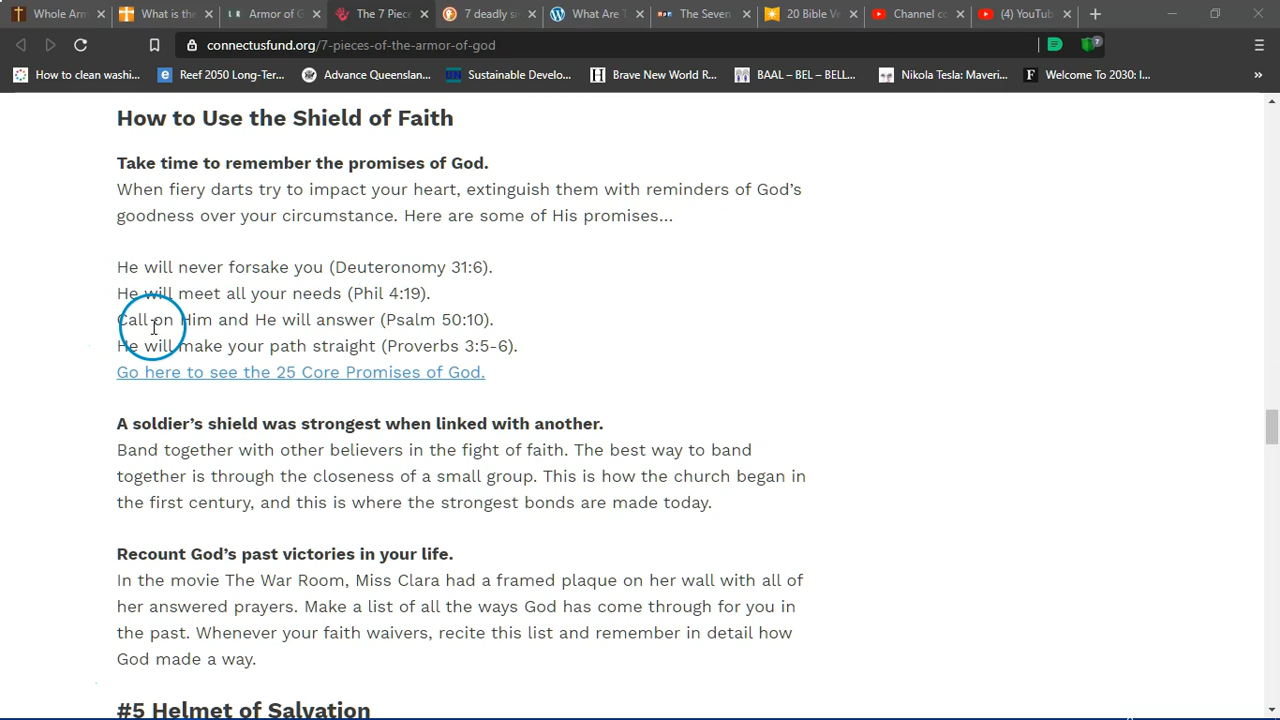 Whole Arm
What is the
Armor of G
The 7 Piece
7 deadly si
What Are T
The Seven
20 Bible Ve
Channel co
(4) YouTub
connectusfund.org/7-pieces-of-the-armor-of-god
7
How to clean washi...
Reef 2050 Long-Ter...
Advance Queenslan...
Sustainable Develo...
Brave New World R...
BAAL – BEL – BELL...
Nikola Tesla: Maveri...
Welcome To 2030: I...
»
How to Use the Shield of Faith
Take time to remember the promises of God.
When fiery darts try to impact your heart, extinguish them with reminders of God's
goodness over your circumstance. Here are some of His promises…
He will never forsake you (Deuteronomy 31:6).
He will meet all your needs (Phil 4:19).
Call on Him and He will answer (Psalm 50:10).
He will make your path straight (Proverbs 3:5-6).
Go here to see the 25 Core Promises of God.
A soldier's shield was strongest when linked with another.
Band together with other believers in the fight of faith. The best way to band
together is through the closeness of a small group. This is how the church began in
the first century, and this is where the strongest bonds are made today.
Recount God's past victories in your life.
In the movie The War Room, Miss Clara had a framed plaque on her wall with all of
her answered prayers. Make a list of all the ways God has come through for you in
the past. Whenever your faith waivers, recite this list and remember in detail how
God made a way.
#5 Helmet of Salvation